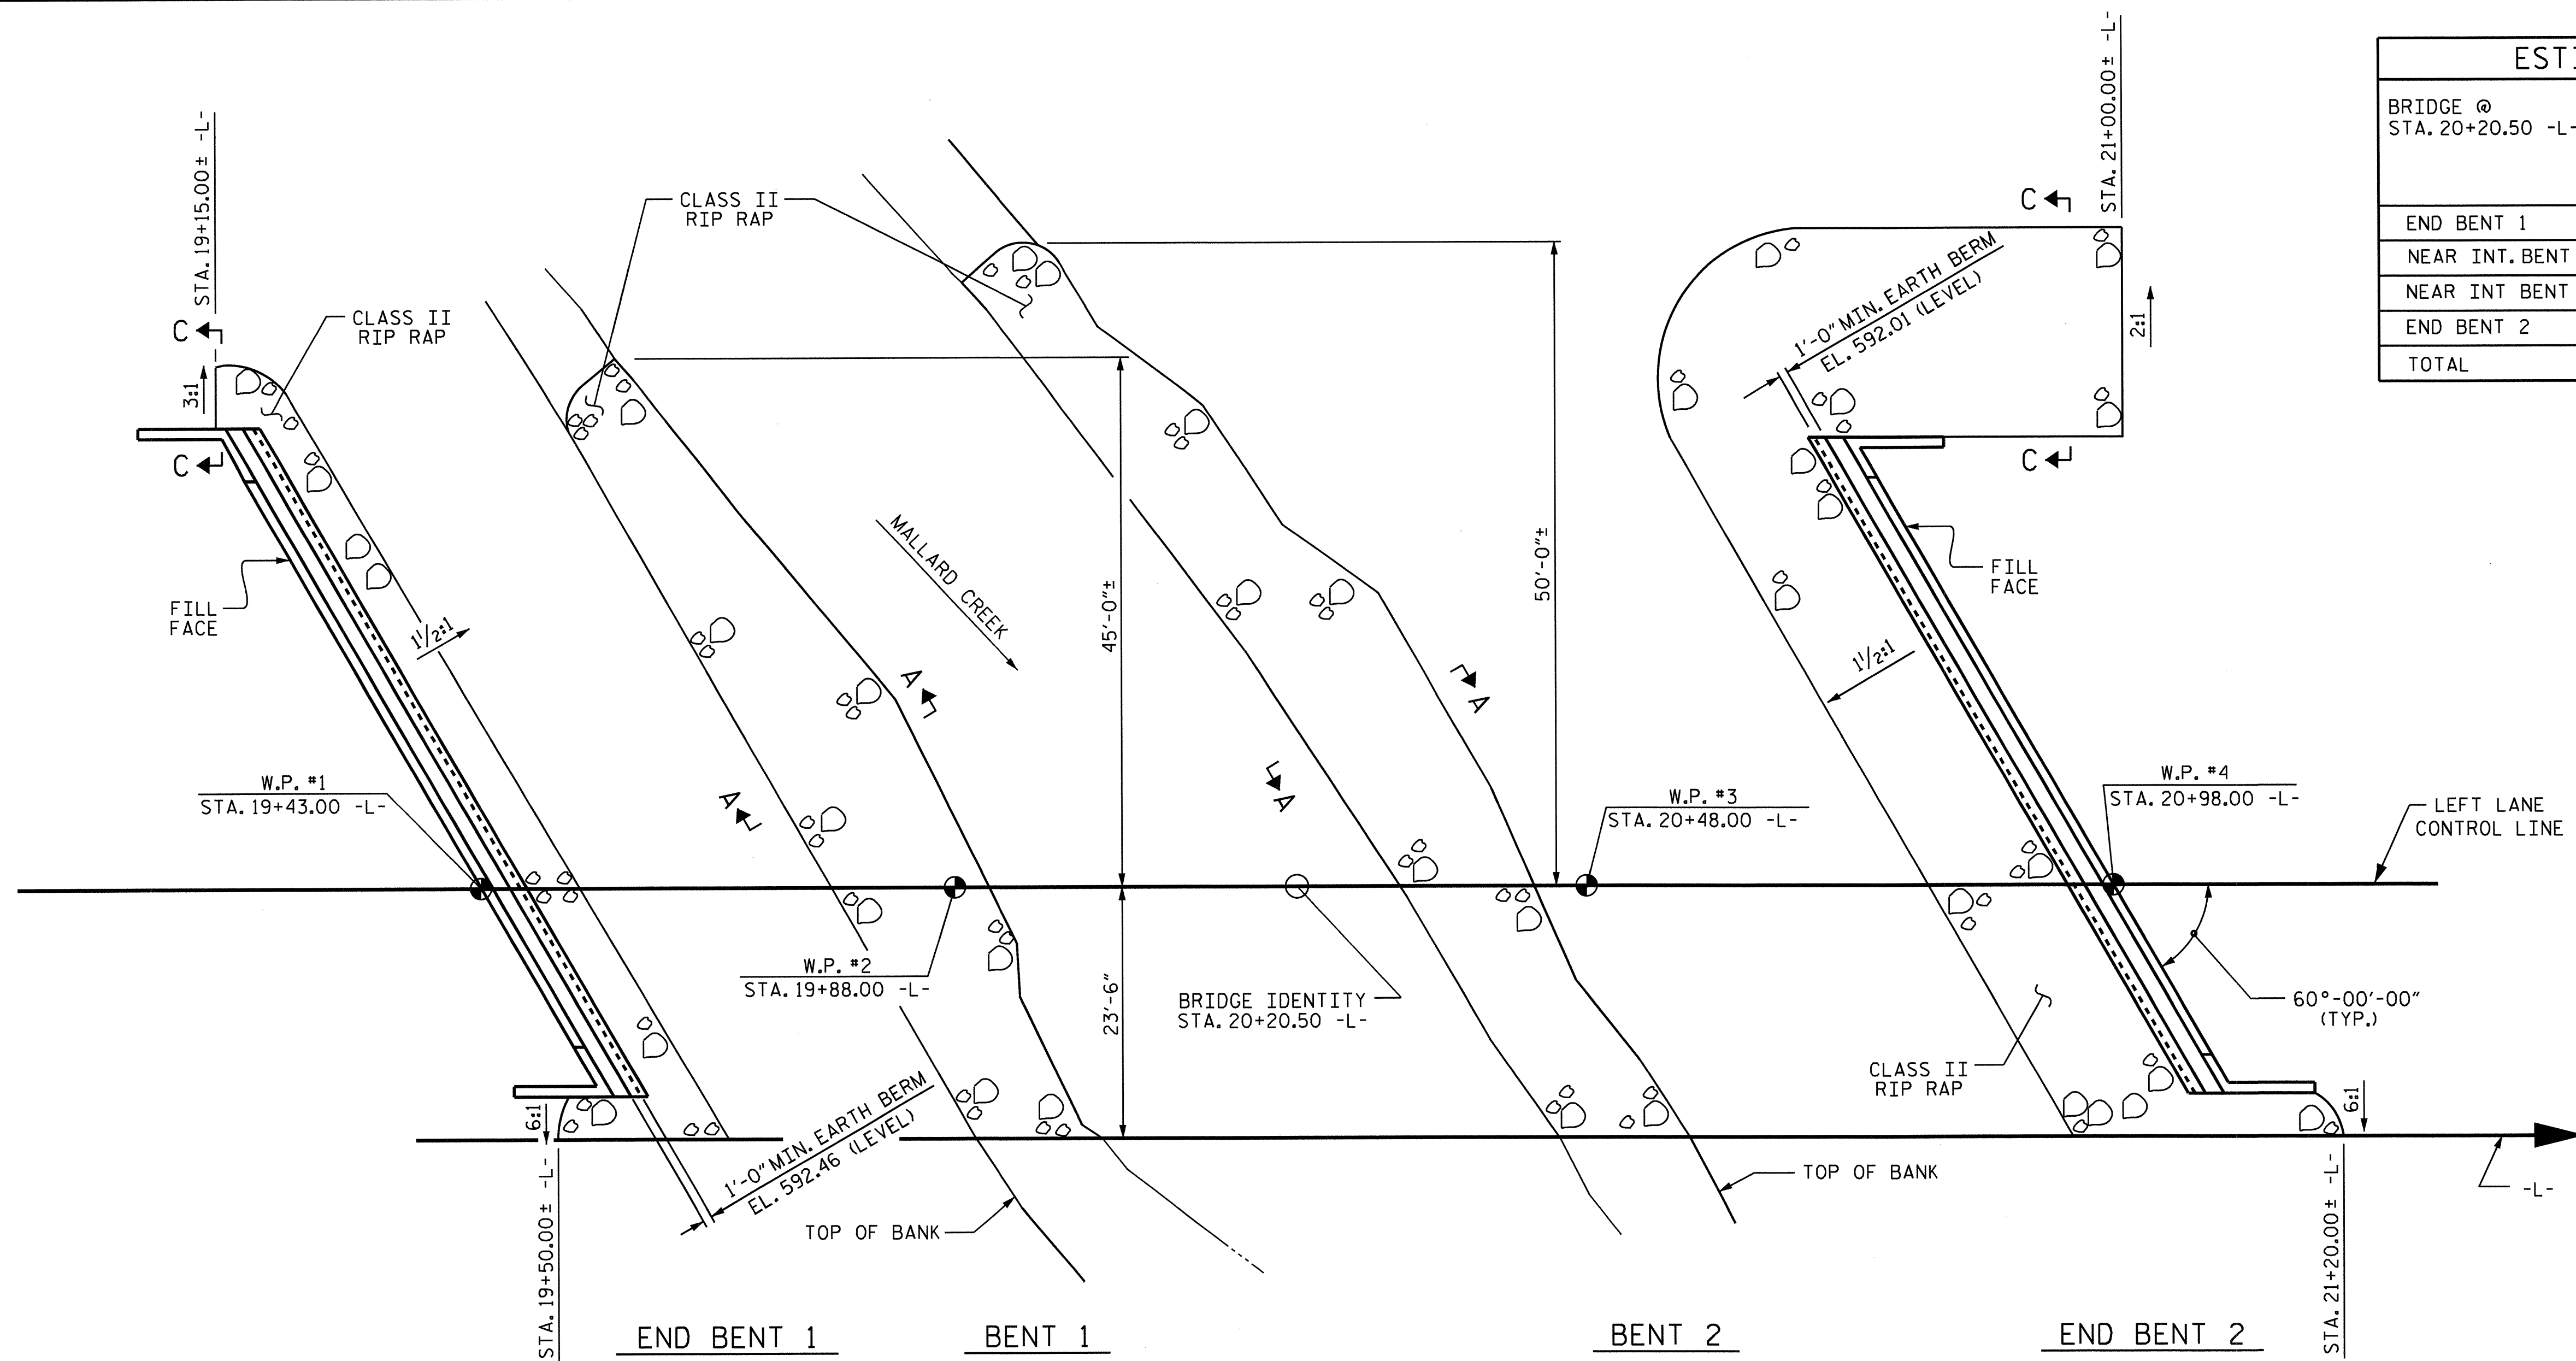 STA. 19+15.00± -L-
STA. 21+00.00± -L-
BRIDGE @
STA. 20+20.50 -L-
END BENT 1
NEAR INT. BENT
NEAR INT BENT
END BENT 2
TOTAL
C
C
3:1
CLASS II
RIP RAP
CLASS II
RIP RAP
C
C
2:1
1'-0" MIN. EARTH BERM
EL. 592.01 (LEVEL)
FILL
FACE
1 1/2:1
MALLARD CREEK
45'-0"±
50'-0"±
FILL
FACE
1 1/2:1
A
A
A
A
W.P. #1
STA. 19+43.00 -L-
W.P. #2
STA. 19+88.00 -L-
W.P. #3
STA. 20+48.00 -L-
W.P. #4
STA. 20+98.00 -L-
LEFT LANE
CONTROL LINE
23'-6"
BRIDGE IDENTITY
STA. 20+20.50 -L-
60°-00'-00"
(TYP.)
CLASS II
RIP RAP
6:1
6:1
1'-0" MIN. EARTH BERM
EL. 592.46 (LEVEL)
TOP OF BANK
TOP OF BANK
-L-
STA. 19+50.00± -L-
STA. 21+20.00± -L-
END BENT 1
BENT 1
BENT 2
END BENT 2